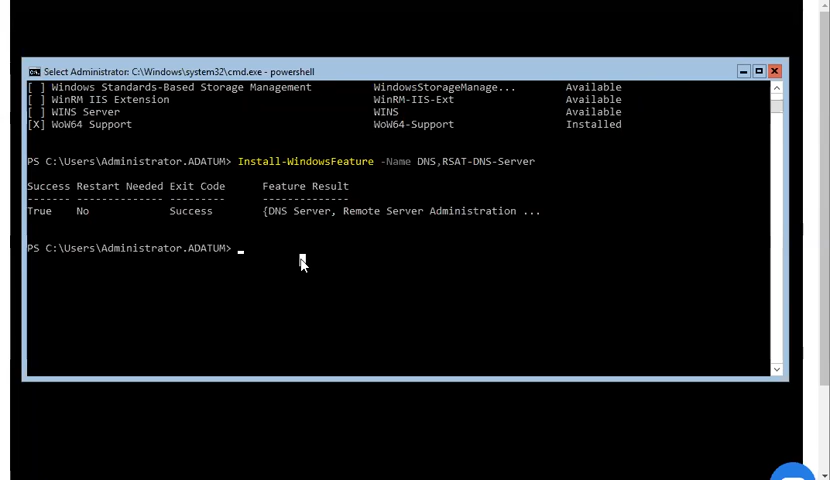 Select Administrator: C:\Windows\system32\cmd.exe - powershell
[ ] Windows Standards-Based Storage Management WindowsStorageManage... Available
[ ] WinRM IIS Extension WinRM-IIS-Ext Available
[ ] WINS Server WINS Available
[X] WoW64 Support WoW64-Support Installed
PS C:\Users\Administrator.ADATUM> Install-WindowsFeature -Name DNS,RSAT-DNS-Server
Success Restart Needed Exit Code Feature Result
------- -------------- --------- --------------
True No Success {DNS Server, Remote Server Administration ...
PS C:\Users\Administrator.ADATUM> _